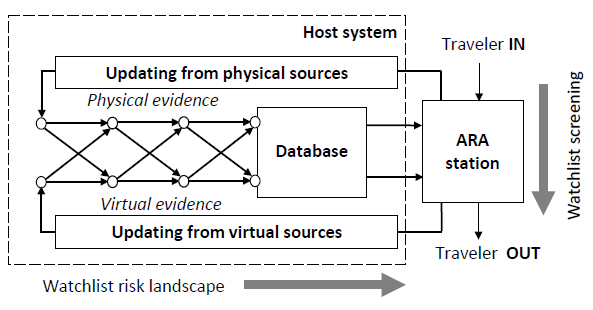 Host system
Traveler IN
Updating from physical sources
Physical evidence
Database
ARA
station
Watchlist screening
Virtual evidence
Updating from virtual sources
Traveler OUT
Watchlist risk landscape